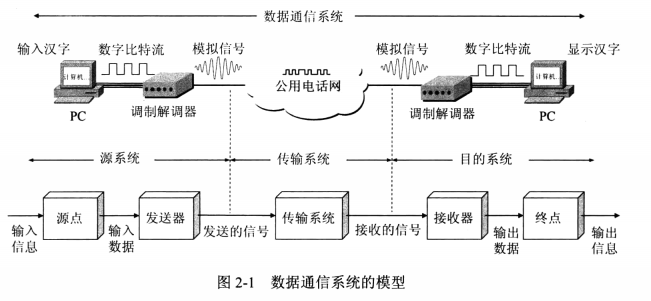 数据通信系统
输入汉字 数字比特流 模拟信号 模拟信号 数字比特流 显示汉字
计算机... 公用电话网 计算机...
PC 调制解调器 调制解调器 PC
源系统 传输系统 目的系统
源点 发送器 传输系统 接收器 终点
输入信息 输入数据 发送的信号 接收的信号 输出数据 输出信息
图 2-1 数据通信系统的模型